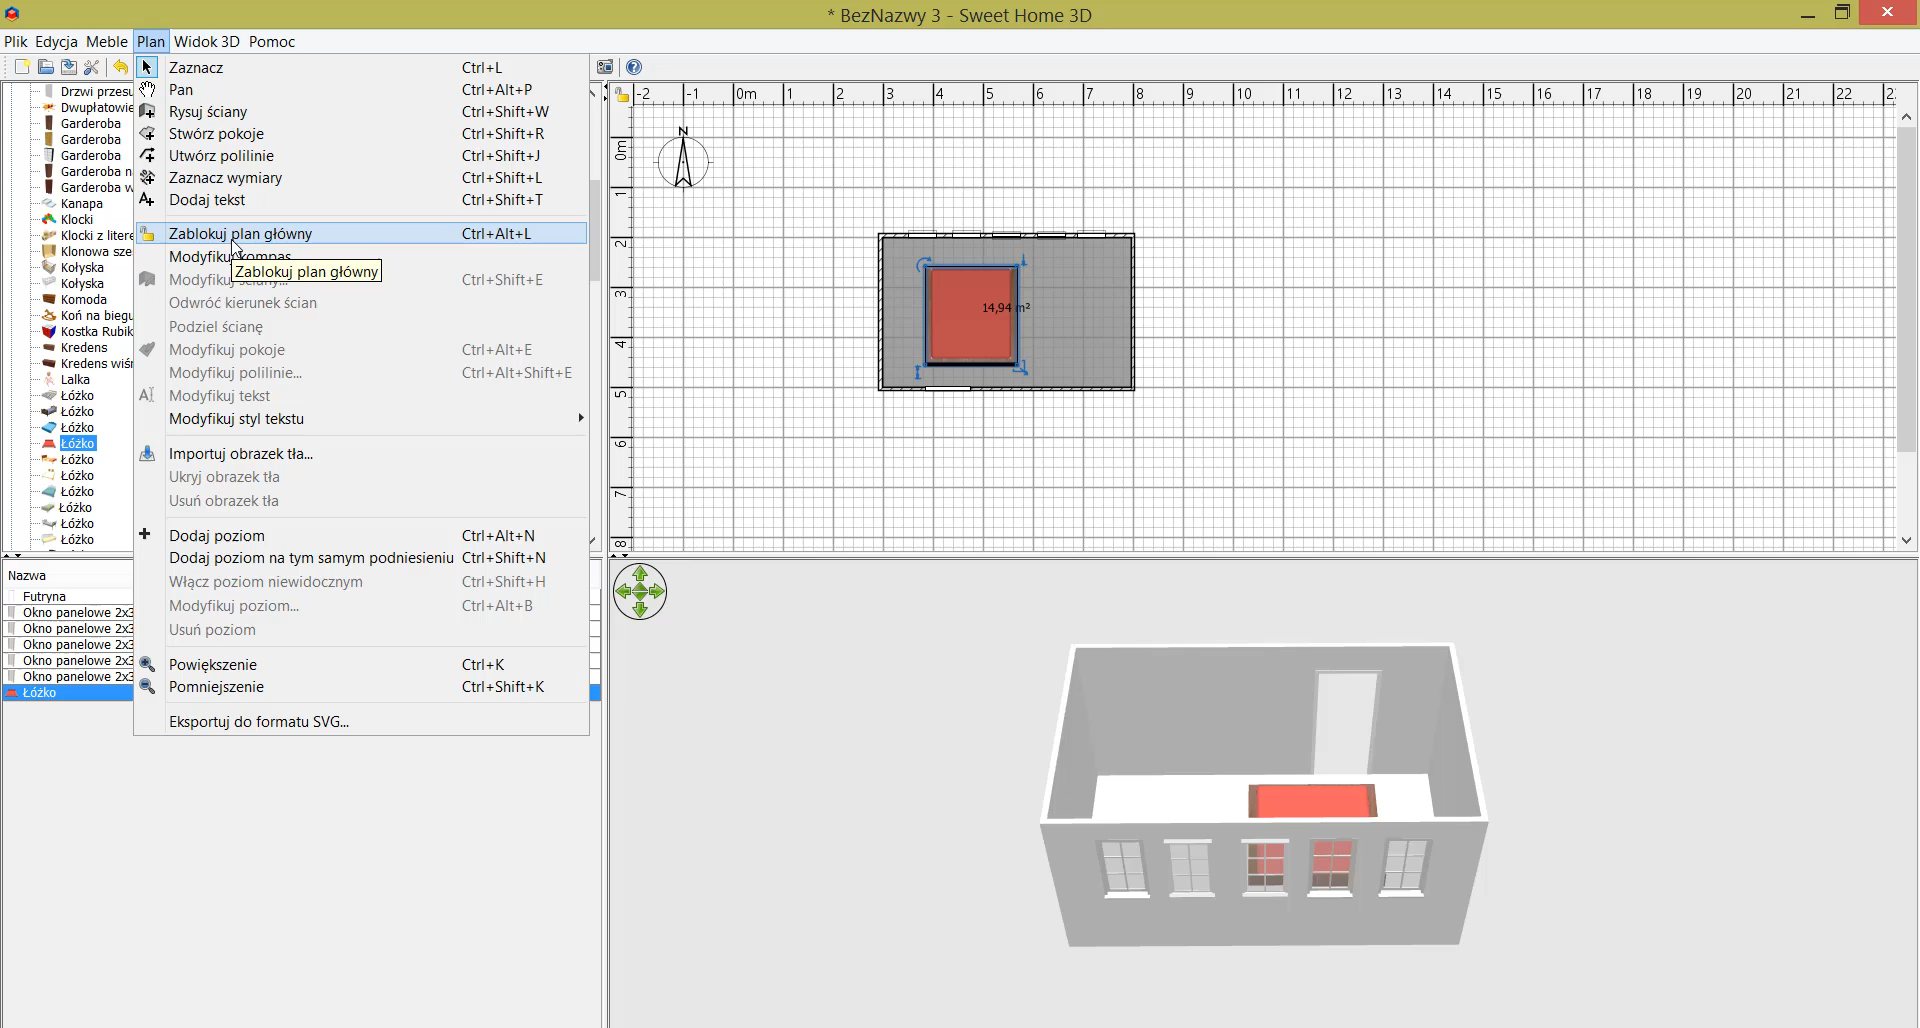 * BezNazwy 3 - Sweet Home 3D
Plik Edycja Meble Plan Widok 3D Pomoc
Drzwi przesu
Dwupłatowie
Garderoba
Garderoba
Garderoba
Garderoba n
Garderoba w
Kanapa
Klocki
Klocki z litere
Klonowa sze
Kołyska
Kołyska
Komoda
Koń na biegu
Kostka Rubik
Kredens
Kredens wiśn
Lalka
Łóżko
Łóżko
Łóżko
Łóżko
Łóżko
Łóżko
Łóżko
Łóżko
Łóżko
Łóżko
Zaznacz Ctrl+L
Pan Ctrl+Alt+P
Rysuj ściany Ctrl+Shift+W
Stwórz pokoje Ctrl+Shift+R
Utwórz polilinie Ctrl+Shift+J
Zaznacz wymiary Ctrl+Shift+L
Dodaj tekst Ctrl+Shift+T
Zablokuj plan główny Ctrl+Alt+L
Modyfikuj kompas
Zablokuj plan główny
Modyfikuj ściany... Ctrl+Shift+E
Odwróć kierunek ścian
Podziel ścianę
Modyfikuj pokoje Ctrl+Alt+E
Modyfikuj polilinie... Ctrl+Alt+Shift+E
Modyfikuj tekst
Modyfikuj styl tekstu
Importuj obrazek tła...
Ukryj obrazek tła
Usuń obrazek tła
Dodaj poziom Ctrl+Alt+N
Dodaj poziom na tym samym podniesieniu Ctrl+Shift+N
Włącz poziom niewidocznym Ctrl+Shift+H
Modyfikuj poziom... Ctrl+Alt+B
Usuń poziom
Powiększenie Ctrl+K
Pomniejszenie Ctrl+Shift+K
Eksportuj do formatu SVG...
Nazwa
Futryna
Okno panelowe 2x3
Okno panelowe 2x3
Okno panelowe 2x3
Okno panelowe 2x3
Okno panelowe 2x3
Łóżko
-2 -1 0m 1 2 3 4 5 6 7 8 9 10 11 12 13 14 15 16 17 18 19 20 21 22
0m
1
2
3
4
5
6
7
8
N
14,94 m²